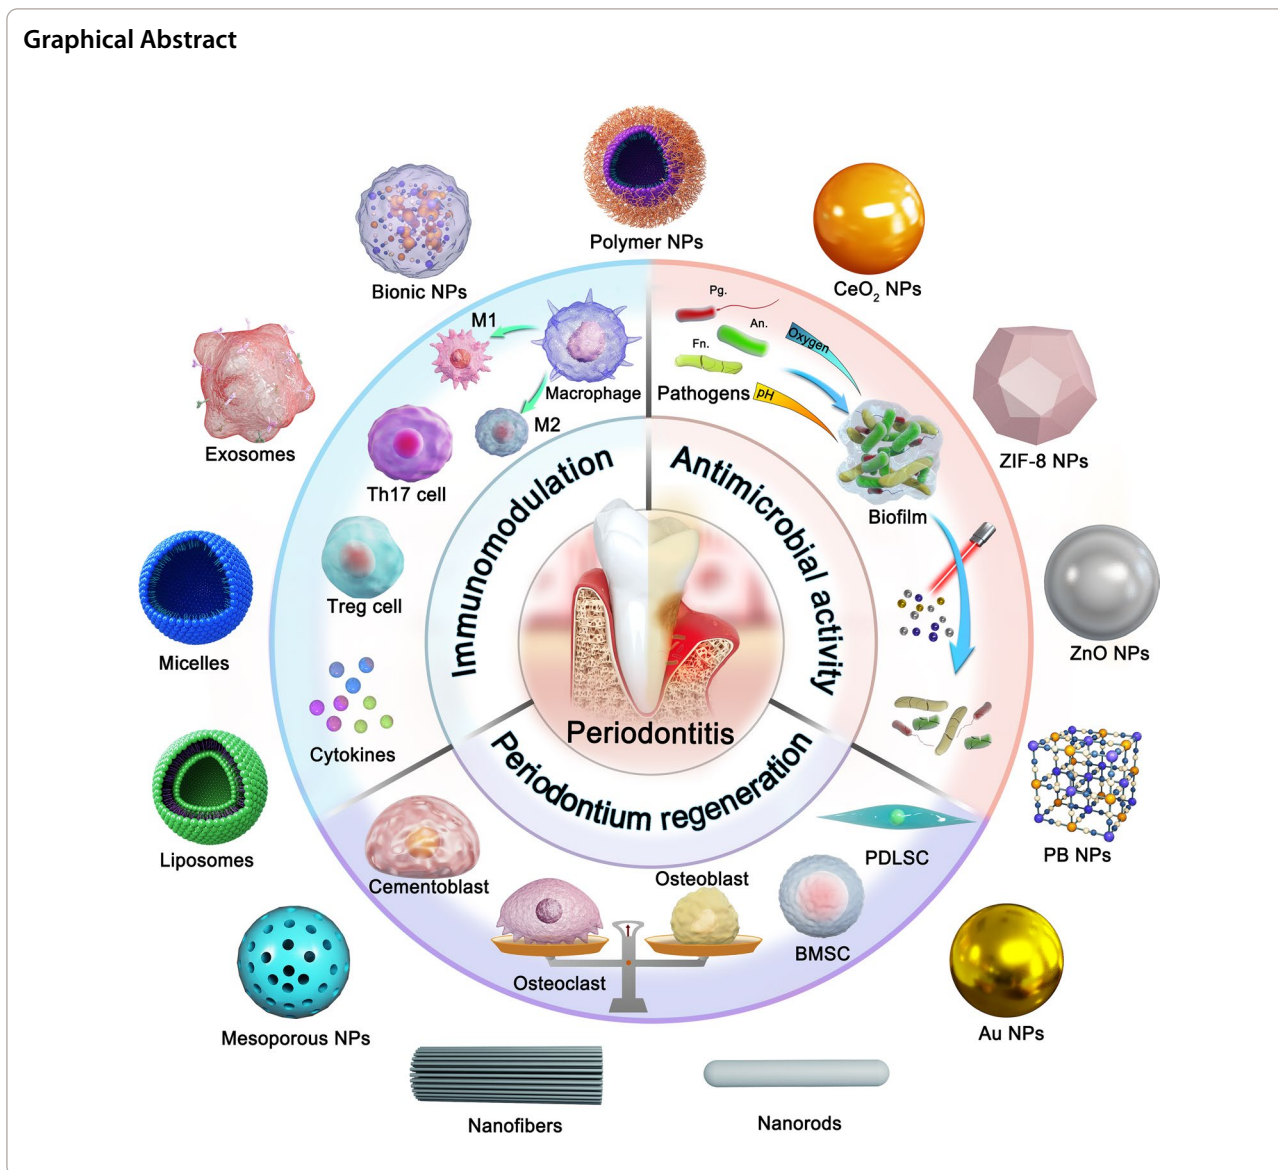 Graphical Abstract
Polymer NPs
Bionic NPs
CeO2 NPs
Exosomes
ZIF-8 NPs
Micelles
ZnO NPs
Liposomes
PB NPs
Mesoporous NPs
Au NPs
Nanofibers
Nanorods
M1
Macrophage
M2
Th17 cell
Treg cell
Cytokines
Immunomodulation
Pg.
An.
Fn.
Pathogens
Oxygen
pH
Biofilm
Antimicrobial activity
Periodontitis
Periodontium regeneration
Cementoblast
Osteoclast
Osteoblast
BMSC
PDLSC